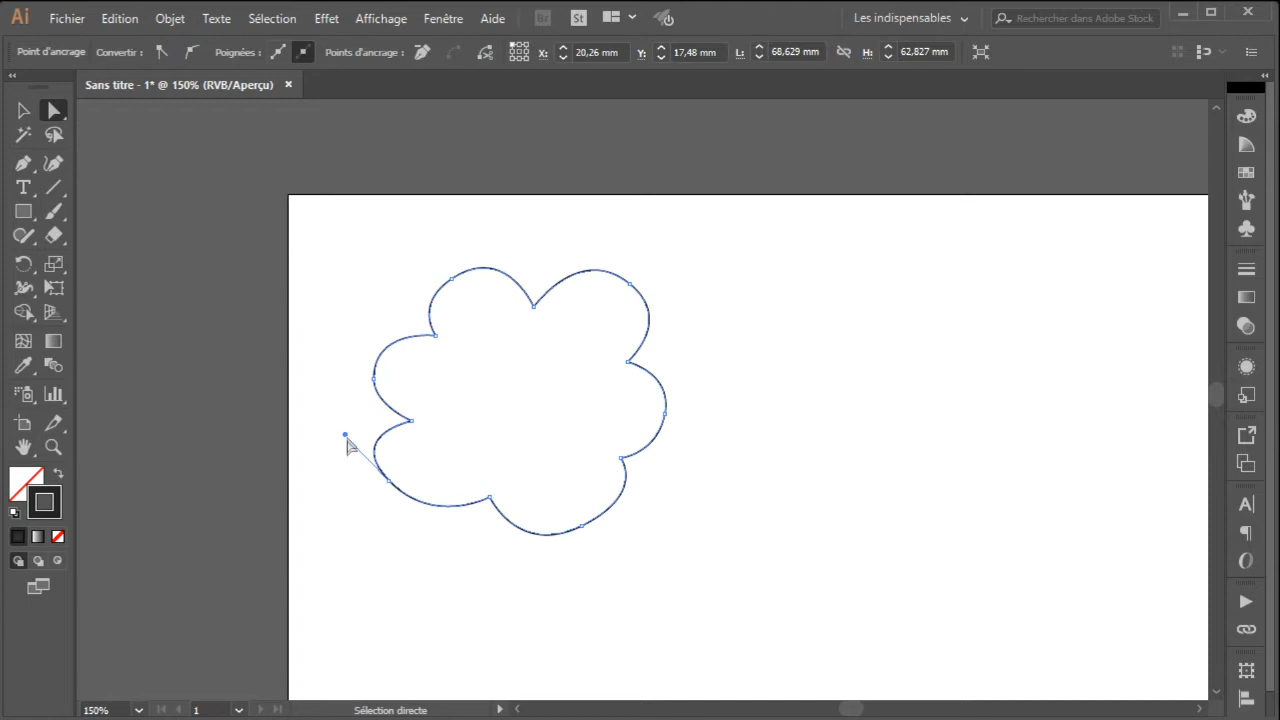 Ai Fichier Edition Objet Texte Sélection Effet Affichage Fenêtre Aide Br St Les indispensables Rechercher dans Adobe Stock
Point d'ancrage Convertir : Poignées : Points d'ancrage : X: 20,26 mm Y: 17,48 mm L: 68,629 mm H: 62,827 mm
Sans titre - 1* @ 150% (RVB/Aperçu)
150% 1 Sélection directe